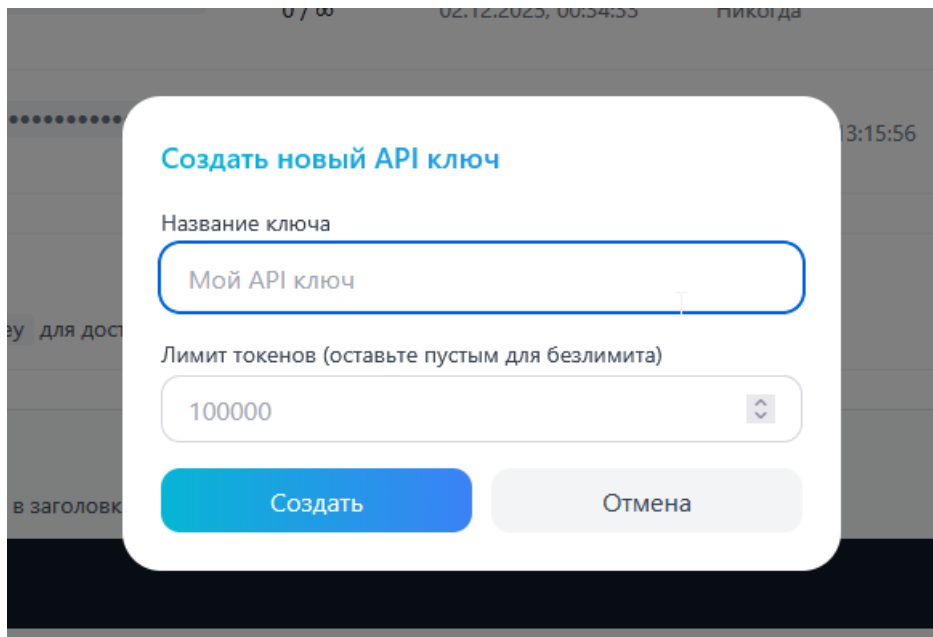 0 / ∞ 02.12.2025, 00:34:33 Никогда
13:15:56
Создать новый API ключ
Название ключа
Мой API ключ
для дост
Лимит токенов (оставьте пустым для безлимита)
100000
в заголовк
Создать Отмена